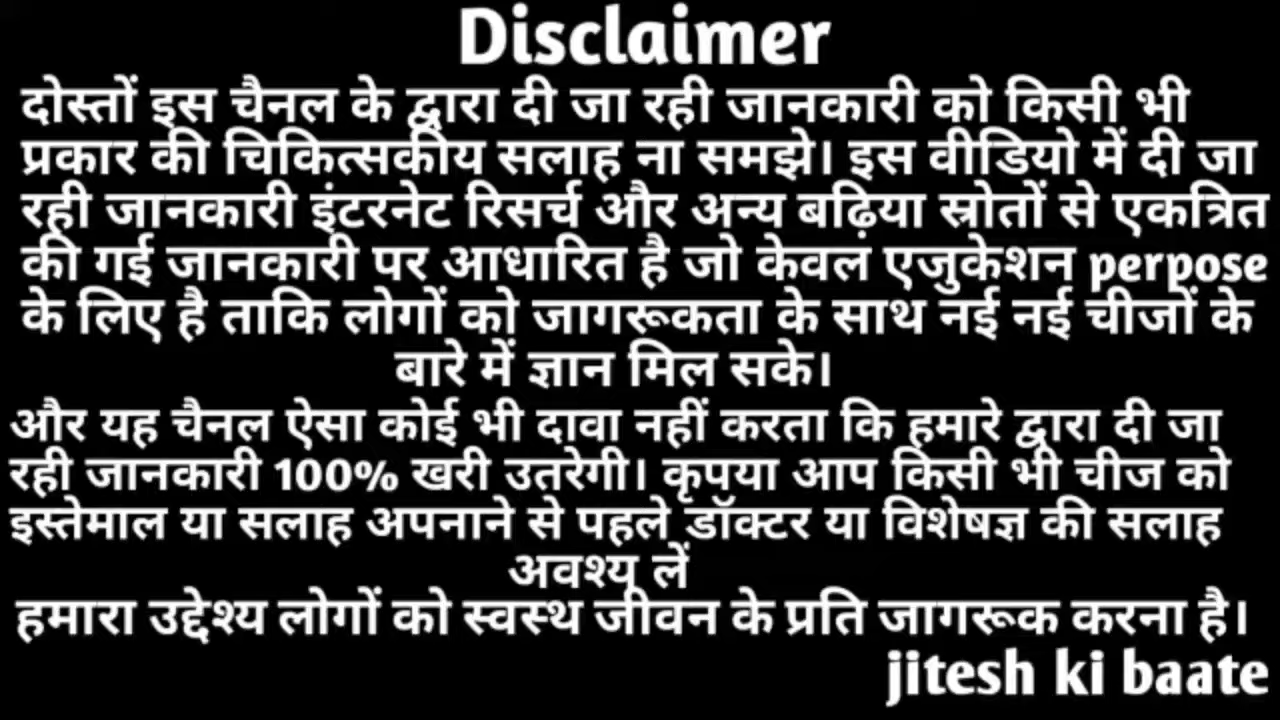 Disclaimer
दोस्तों इस चैनल के द्वारा दी जा रही जानकारी को किसी भी
प्रकार की चिकित्सकीय सलाह ना समझे। इस वीडियो में दी जा
रही जानकारी इंटरनेट रिसर्च और अन्य बढ़िया स्रोतों से एकत्रित
की गई जानकारी पर आधारित है जो केवल एजुकेशन perpose
के लिए है ताकि लोगों को जागरूकता के साथ नई नई चीजों के
बारे में ज्ञान मिल सके।
और यह चैनल ऐसा कोई भी दावा नहीं करता कि हमारे द्वारा दी जा
रही जानकारी 100% खरी उतरेगी। कृपया आप किसी भी चीज को
इस्तेमाल या सलाह अपनाने से पहले डॉक्टर या विशेषज्ञ की सलाह
अवश्य लें
हमारा उद्देश्य लोगों को स्वस्थ जीवन के प्रति जागरूक करना है।
jitesh ki baate